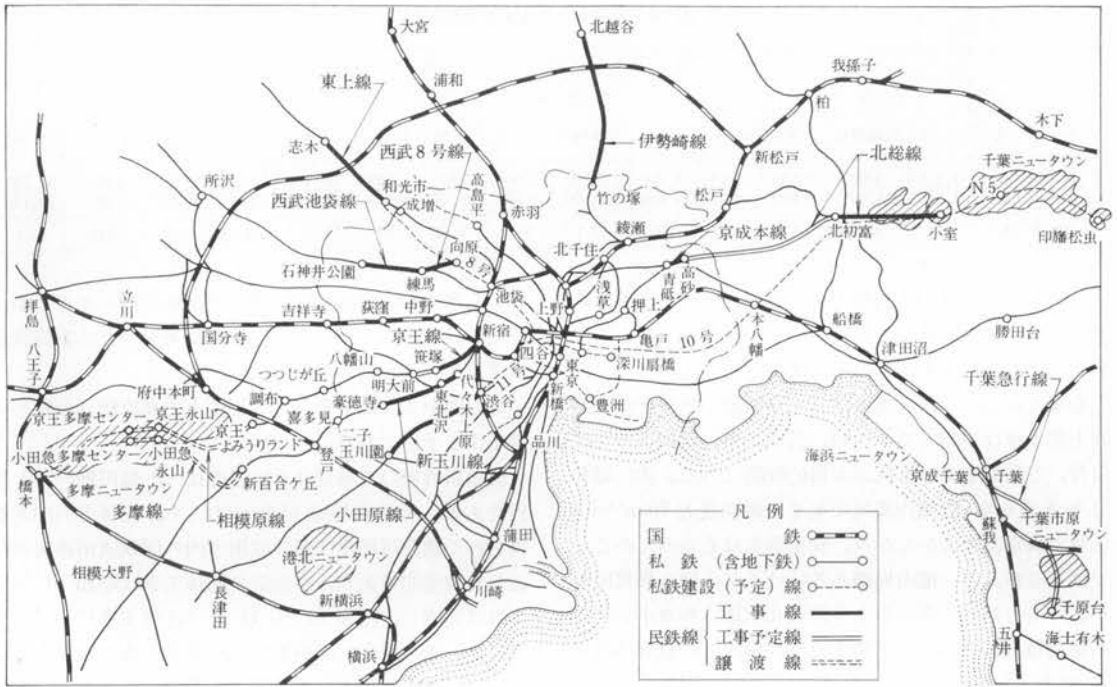 大宮
北越谷
我孫子
東上線
浦和
柏
木下
西武8号線
伊勢崎線
新松戸
北総線
千葉ニュータウン
志木
所沢
和光市
成増
高島平
赤羽
竹の塚
松戸
N5
西武池袋線
綾瀬
京成本線
北初富
小室
印旛松虫
向原
8号
北千住
石神井公園
練馬
池袋
上野
浅草
青砥
高砂
押上
拝島
立川
国分寺
吉祥寺
荻窪
中野
新宿
亀戸
10号
本八幡
船橋
勝田台
八王子
京王線
笹塚
四谷
八幡山
つつじが丘
明大前
代々木上原
11号
渋谷
東京
新橋
深川扇橋
豊洲
津田沼
府中本町
調布
喜多見
豪徳寺
東北沢
千葉急行線
京王多摩センター
京王永山
京王よみうりランド
二子玉川園
登戸
品川
小田急多摩センター
小田急永山
新玉川線
海浜ニュータウン
京成千葉
千葉
橋本
多摩ニュータウン
新百合ケ丘
多摩線
相模原線
小田原線
蒲田
蘇我
千葉市原ニュータウン
相模大野
港北ニュータウン
長津田
新横浜
川崎
横浜
千原台
五井
海士有木
凡例
国鉄
私鉄(含地下鉄)
私鉄建設(予定)線
民鉄線
工事線
工事予定線
譲渡線